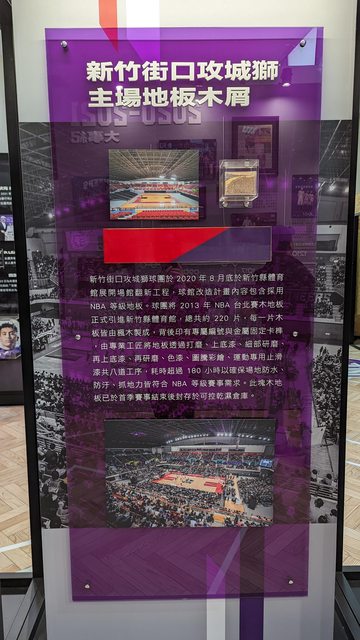 新竹街口攻城獅
主場地板木屑
新竹街口攻城獅球團於 2020 年 8 月底於新竹縣體育
館展開場館翻新工程，球館改造計畫內容包含採用
NBA 等級地板。球團將 2013 年 NBA 台北賽木地板
正式引進新竹縣體育館，總共約 220 片，每一片木
板皆由楓木製成，背後印有專屬編號與金屬固定卡榫
，由專業工匠將地板透過打磨、上底漆、細部研磨、
再上底漆、再研磨、色漆、圖騰彩繪、運動專用止滑
漆共八道工序，耗時超過 180 小時以確保場地防水、
防汙、抓地力皆符合 NBA 等級賽事需求。此塊木地
板已於首季賽事結束後封存於可控乾濕倉庫。